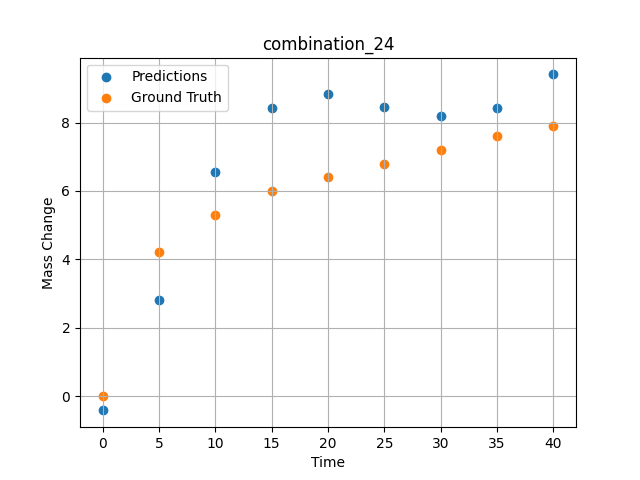 combination_24
Predictions
Ground Truth
Mass Change
8
6
4
2
0
0 5 10 15 20 25 30 35 40
Time